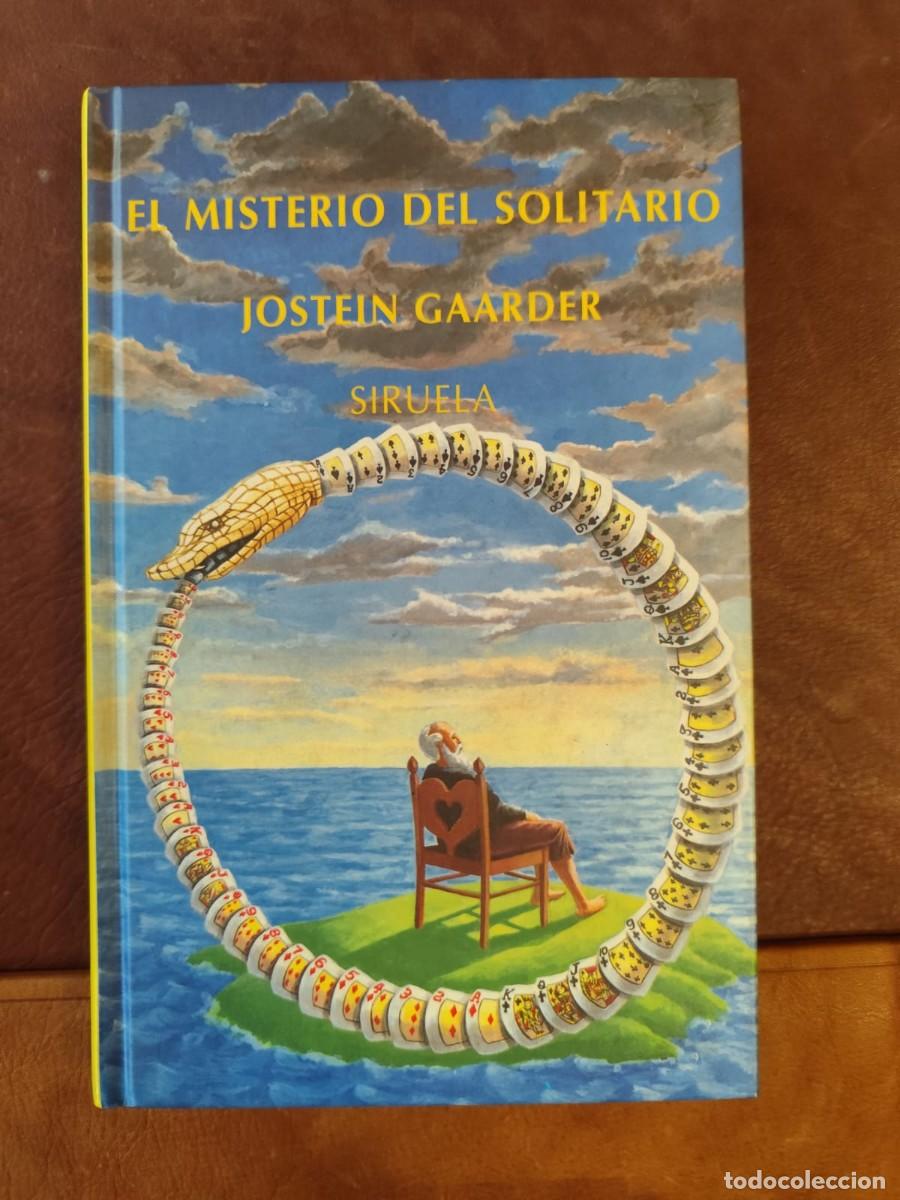 EL MISTERIO DEL SOLITARIO
JOSTEIN GAARDER
SIRUELA
todocoleccion